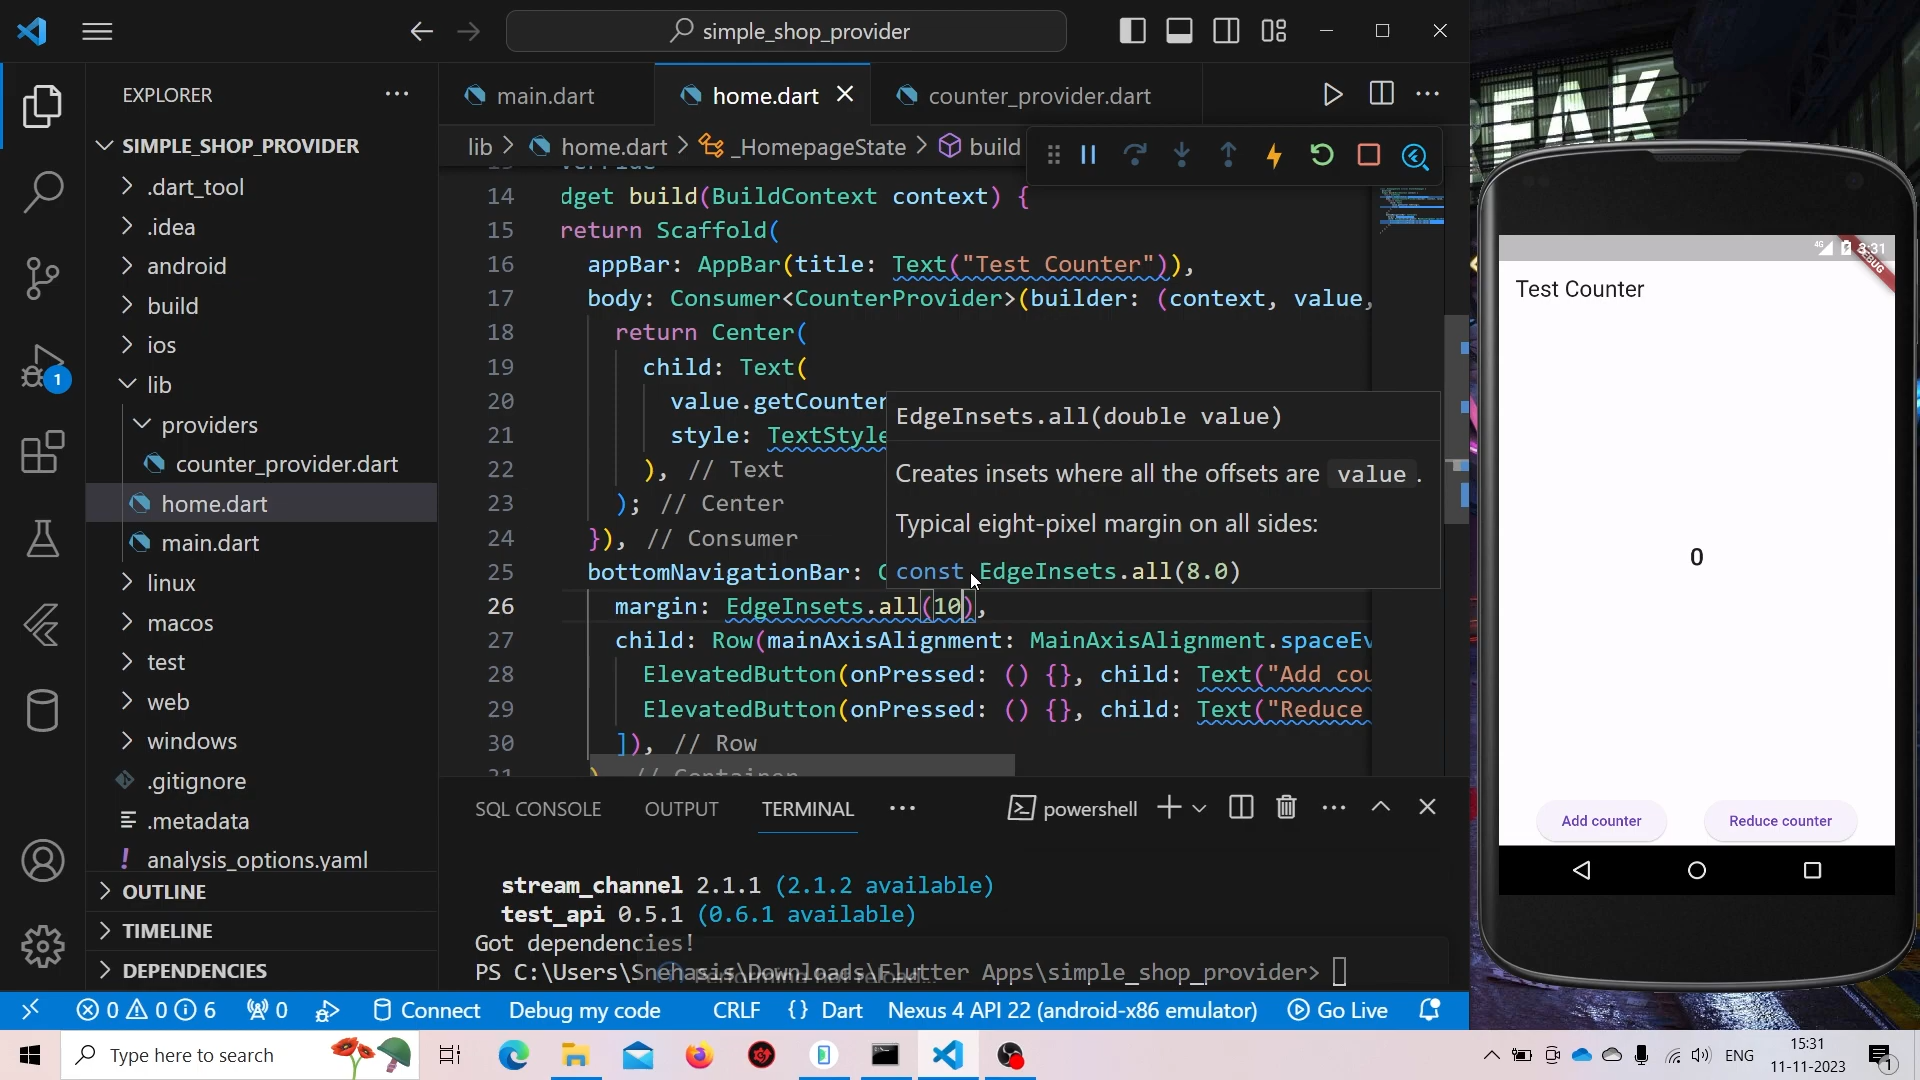 simple_shop_provider
EXPLORER
SIMPLE_SHOP_PROVIDER
.dart_tool
.idea
android
build
ios
lib
providers
counter_provider.dart
home.dart
main.dart
linux
macos
test
web
windows
.gitignore
.metadata
! analysis_options.yaml
OUTLINE
TIMELINE
DEPENDENCIES
1
main.dart
home.dart
counter_provider.dart
lib > home.dart > _HomepageState > build
14 dget build(BuildContext context) {
15 return Scaffold(
16 appBar: AppBar(title: Text("Test Counter")),
17 body: Consumer<CounterProvider>(builder: (context, value,
18 return Center(
19 child: Text(
20 value.getCounter
21 style: TextStyle
22 ), // Text
23 ); // Center
24 }), // Consumer
25 bottomNavigationBar: C
26 margin: EdgeInsets.all(10),
27 child: Row(mainAxisAlignment: MainAxisAlignment.spaceEv
28 ElevatedButton(onPressed: () {}, child: Text("Add cou
29 ElevatedButton(onPressed: () {}, child: Text("Reduce
30 ]), // Row
EdgeInsets.all(double value)
Creates insets where all the offsets are value .
Typical eight-pixel margin on all sides:
const EdgeInsets.all(8.0)
SQL CONSOLE
OUTPUT
TERMINAL
powershell
stream_channel 2.1.1 (2.1.2 available)
test_api 0.5.1 (0.6.1 available)
Got dependencies!
PS C:\Users\Snehasis\Downloads\Flutter Apps\simple_shop_provider>
0 0 6 0 Connect Debug my code CRLF {} Dart Nexus 4 API 22 (android-x86 emulator) Go Live
EAK
4G 3:31
DEBUG
Test Counter
0
Add counter
Reduce counter
Type here to search
ENG
15:31
11-11-2023
1